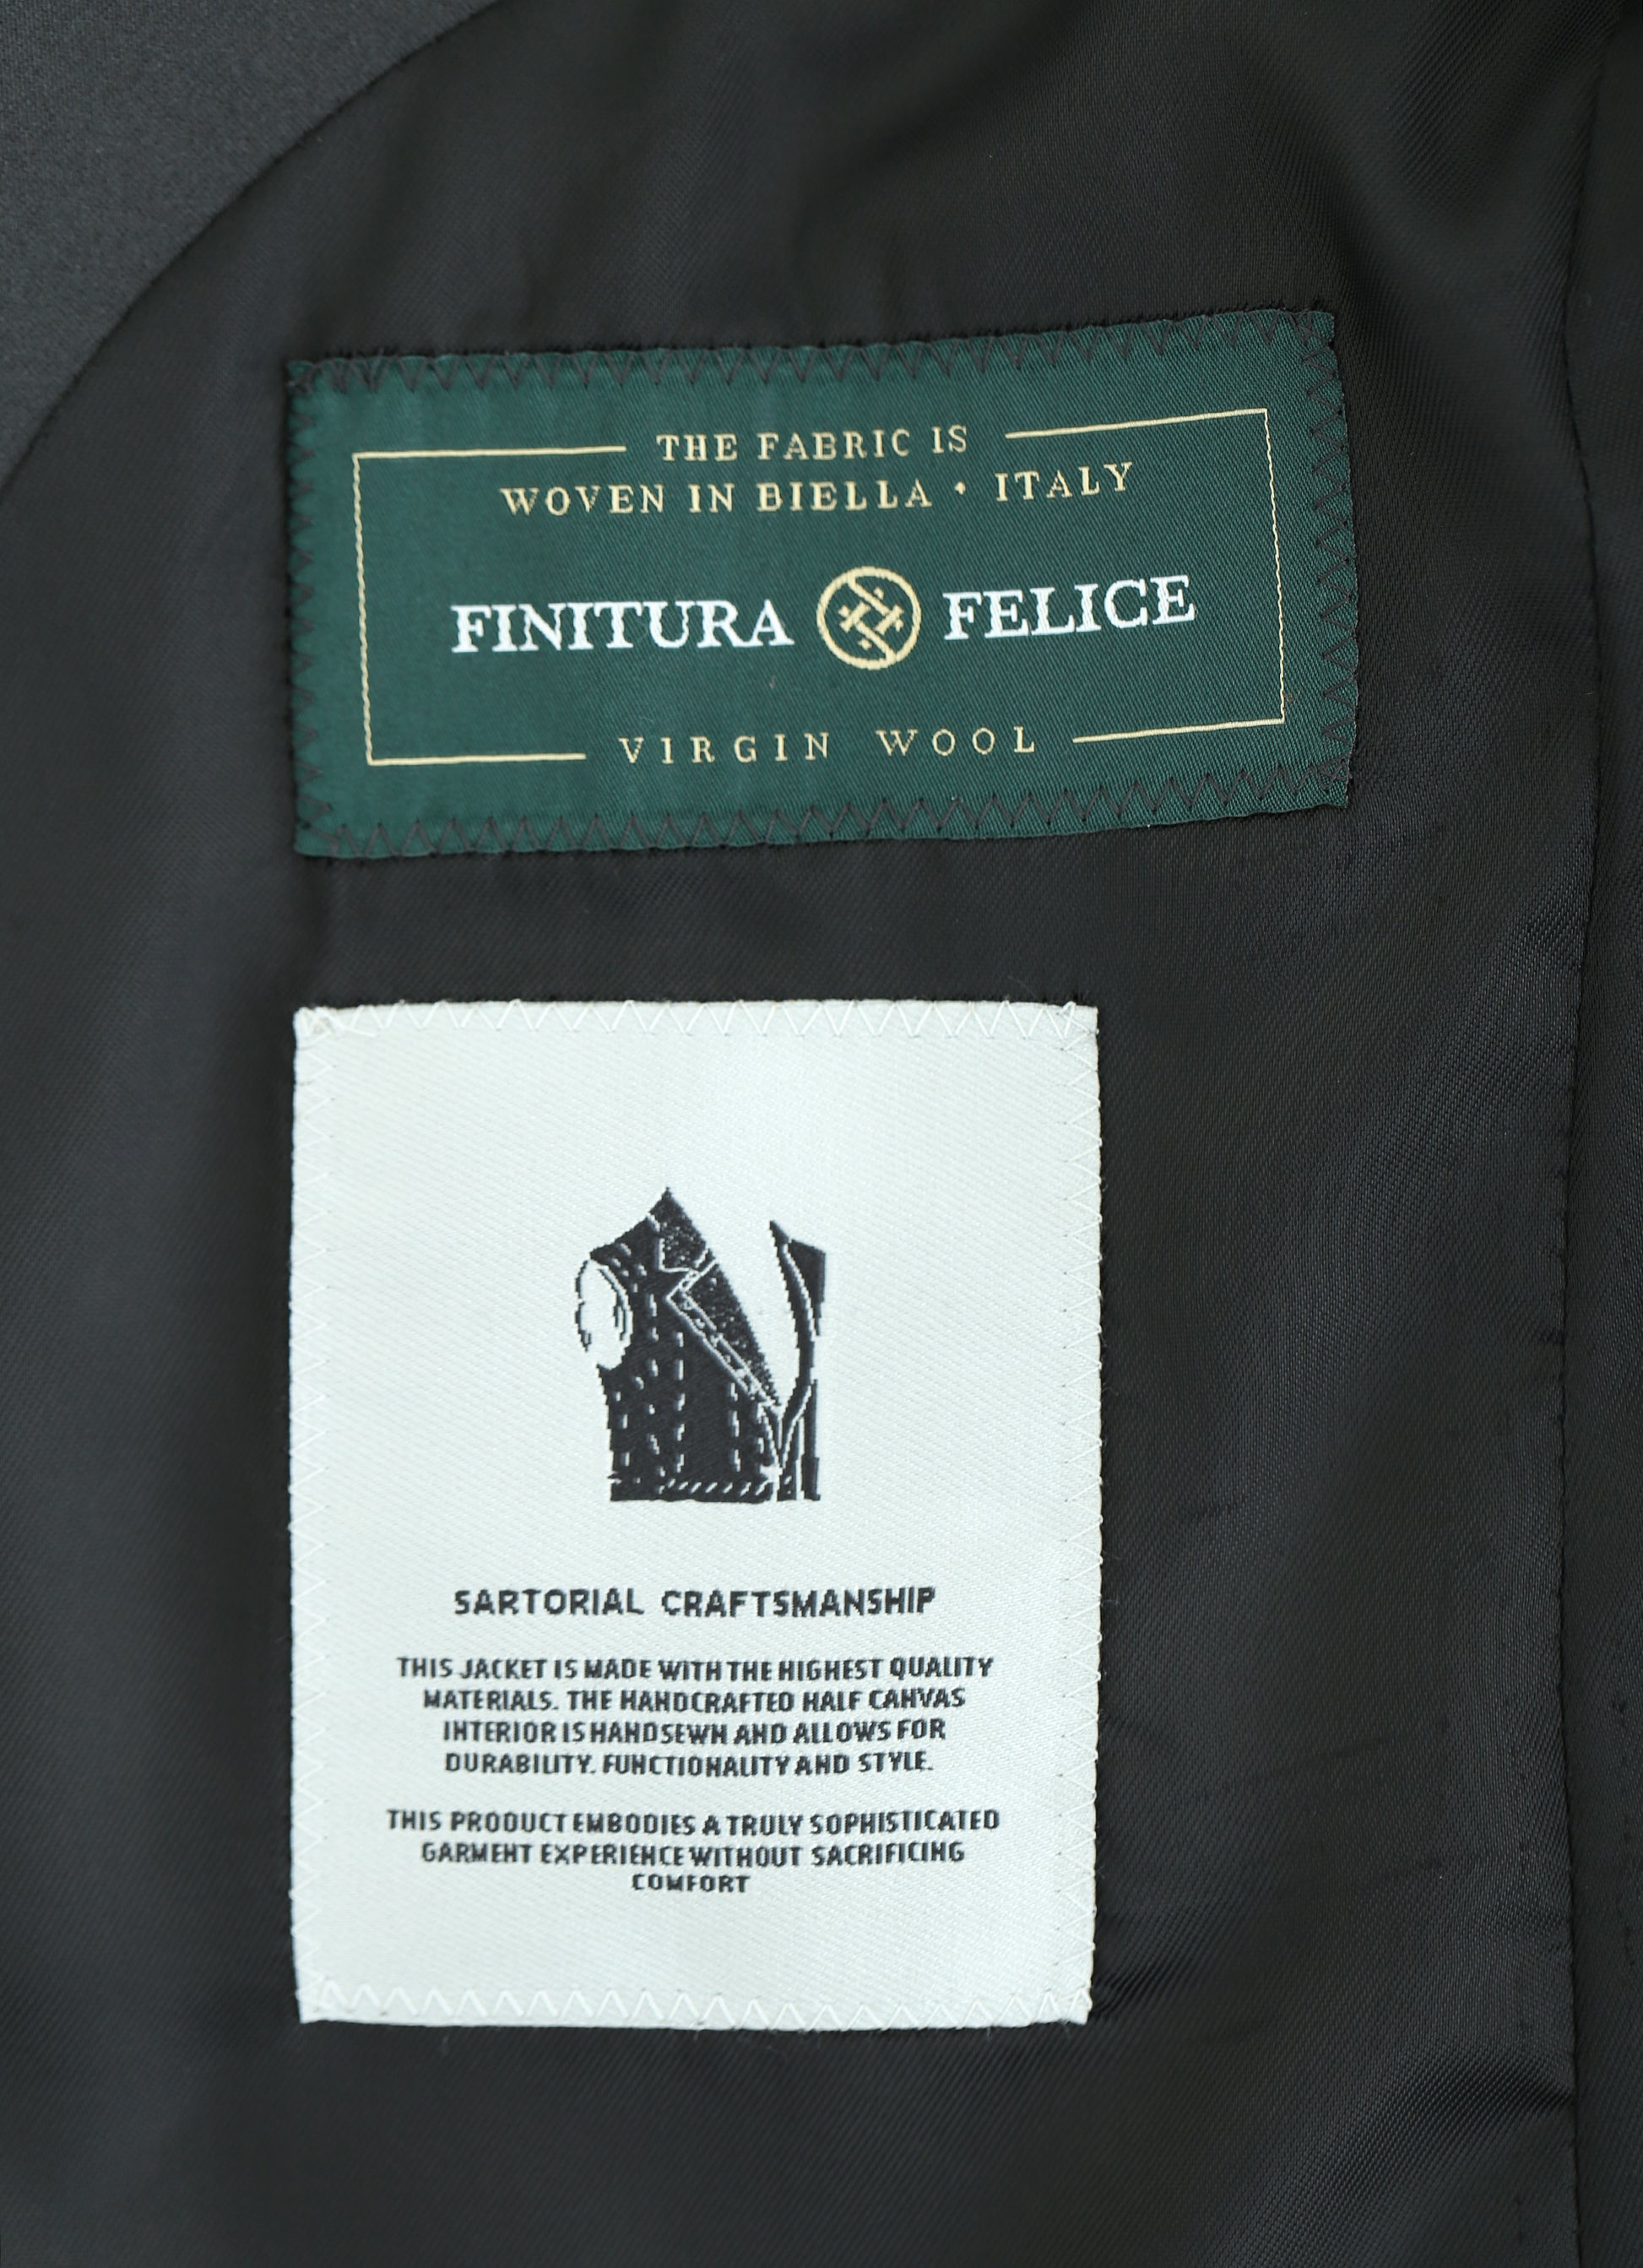 THE FABRIC IS
WOVEN IN BIELLA • ITALY
FINITURA FELICE
VIRGIN WOOL
SARTORIAL CRAFTSMANSHIP
THIS JACKET IS MADE WITH THE HIGHEST QUALITY
MATERIALS. THE HANDCRAFTED HALF CANVAS
INTERIOR IS HANDSEWN AND ALLOWS FOR
DURABILITY. FUNCTIONALITY AND STYLE.
THIS PRODUCT EMBODIES A TRULY SOPHISTICATED
GARMENT EXPERIENCE WITHOUT SACRIFICING
COMFORT